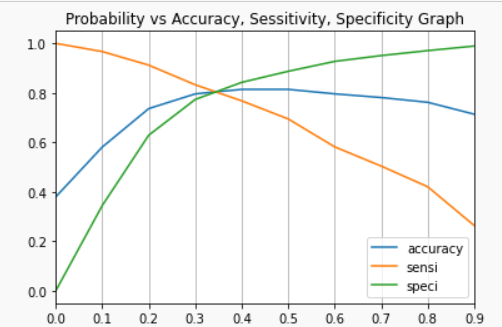 Probability vs Accuracy, Sessitivity, Specificity Graph
1.0
0.8
0.6
0.4
0.2
0.0
accuracy
sensi
speci
0.0 0.1 0.2 0.3 0.4 0.5 0.6 0.7 0.8 0.9